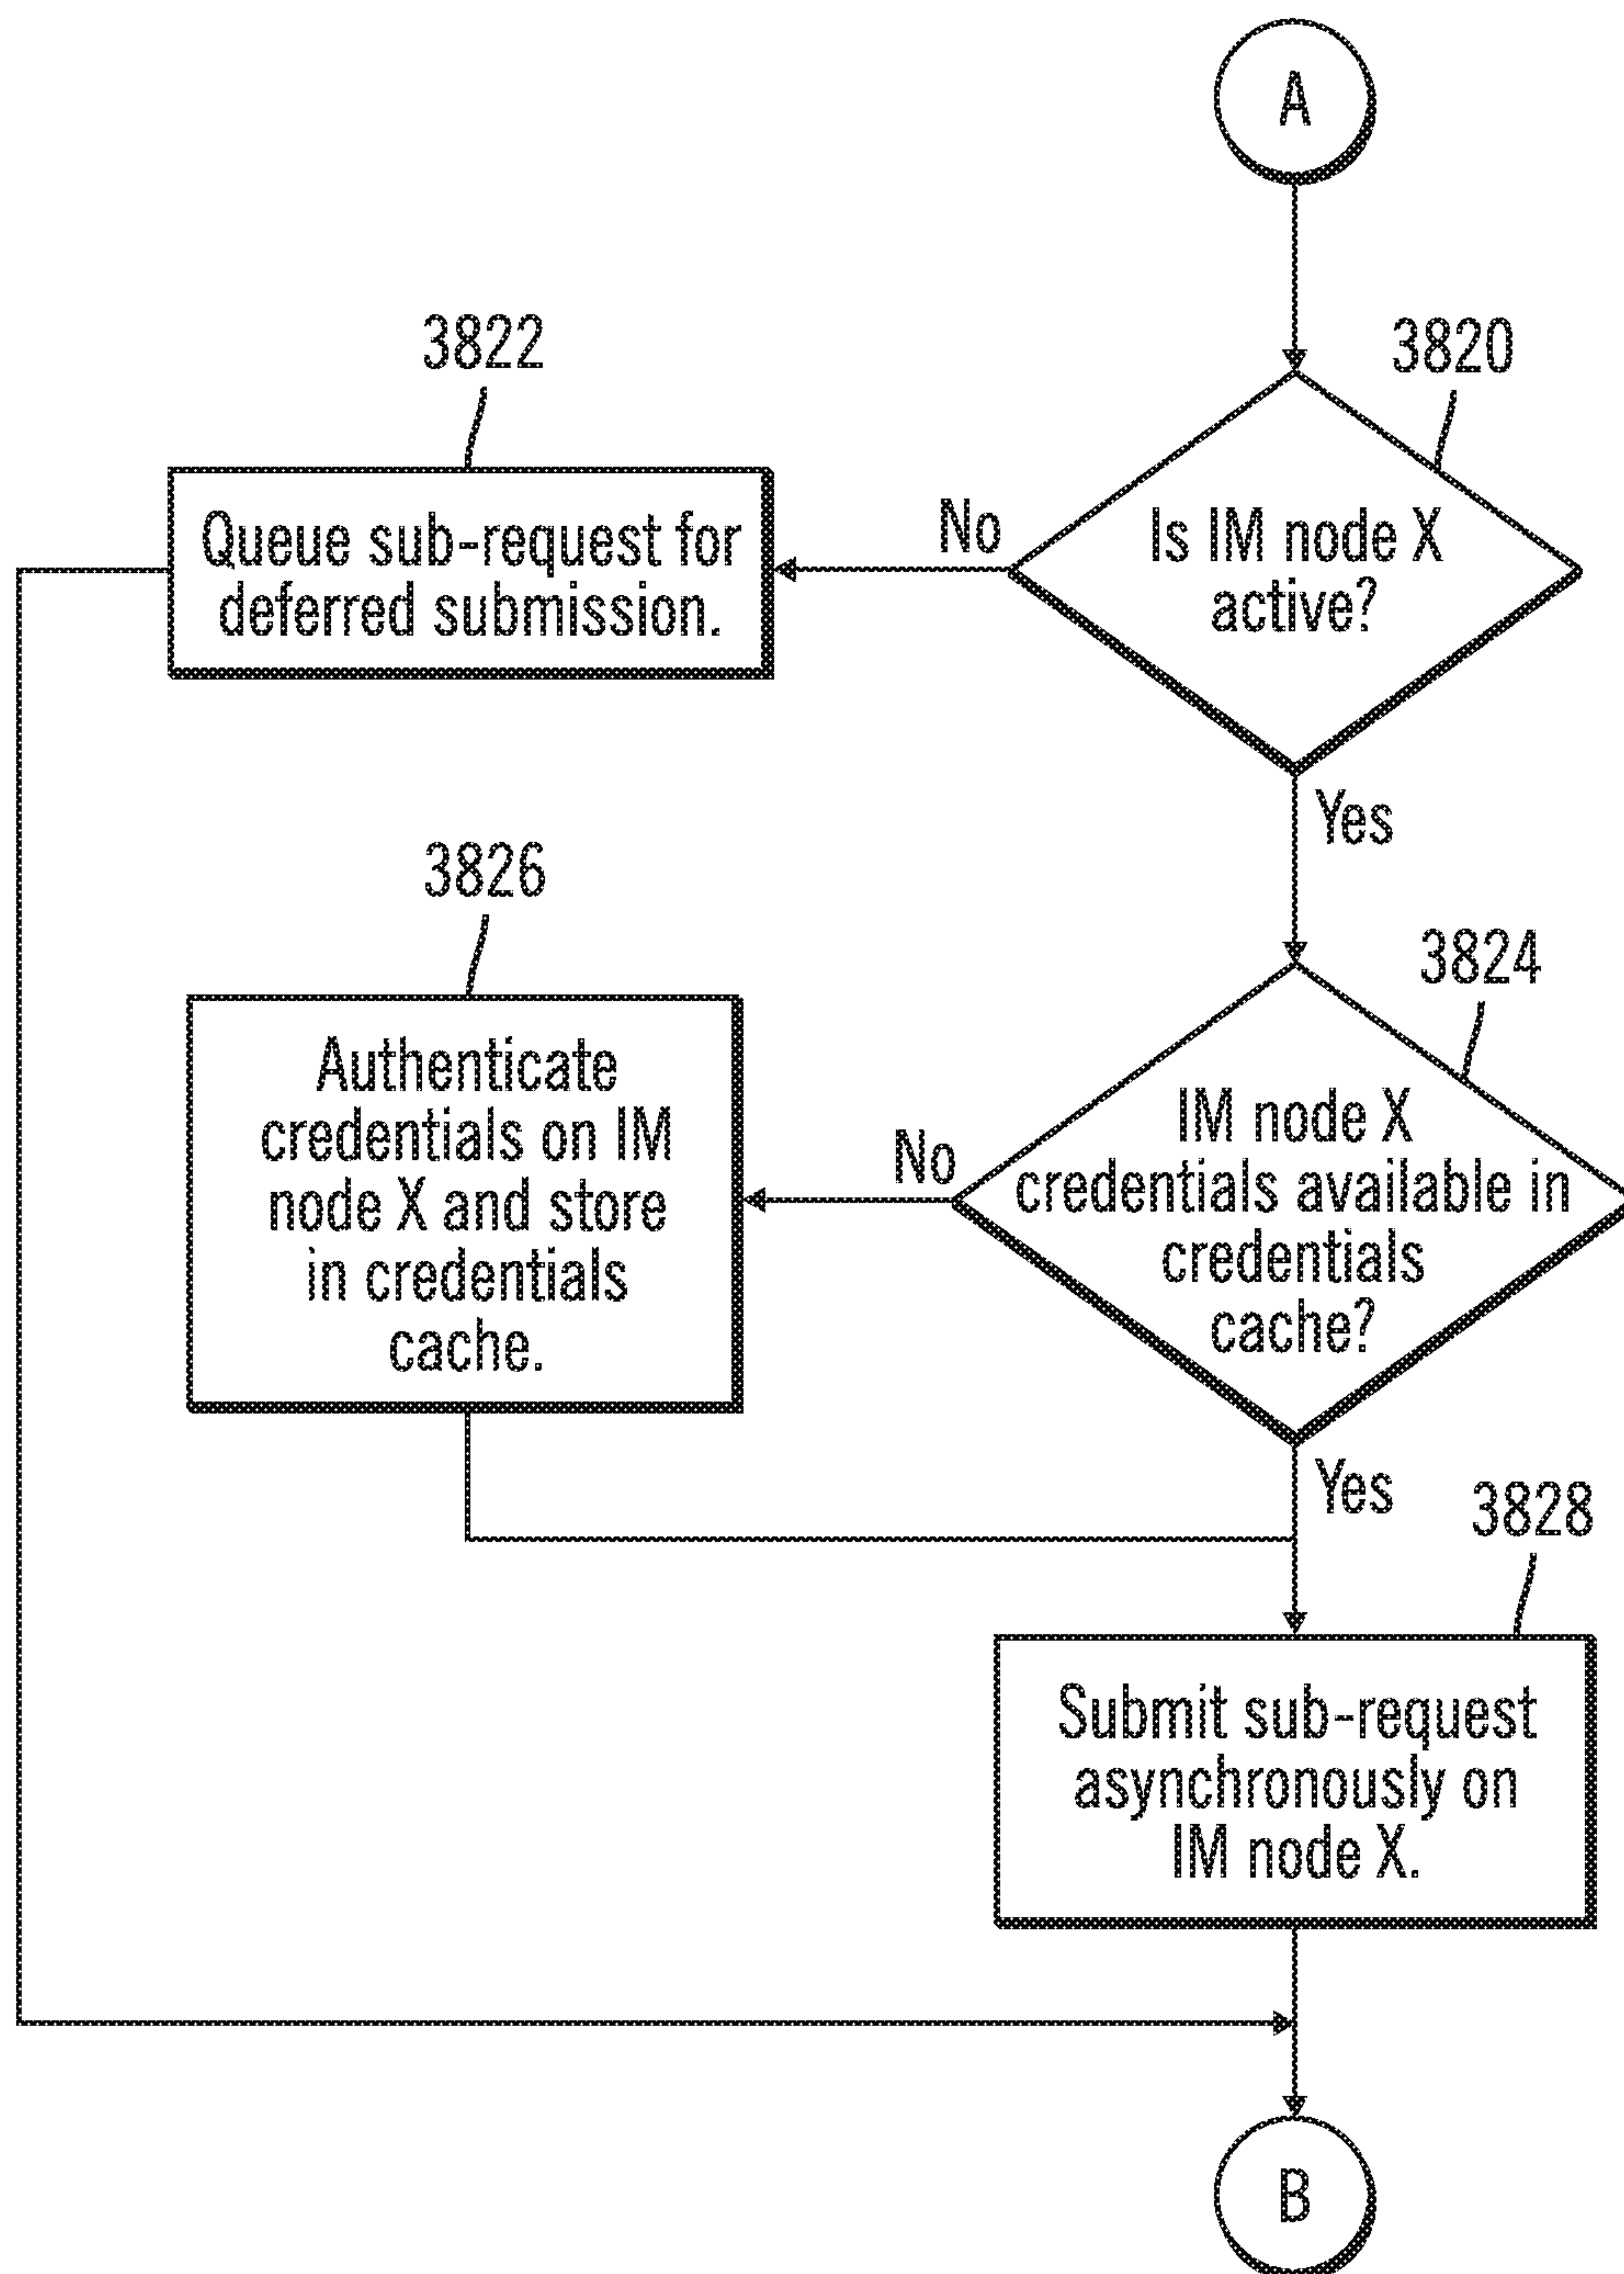 A
3820
Is IM node X
active?
No
3822
Queue sub-request for
deferred submission.
Yes
3824
IM node X
credentials available in
credentials
cache?
No
3826
Authenticate
credentials on IM
node X and store
in credentials
cache.
Yes
3828
Submit sub-request
asynchronously on
IM node X.
B